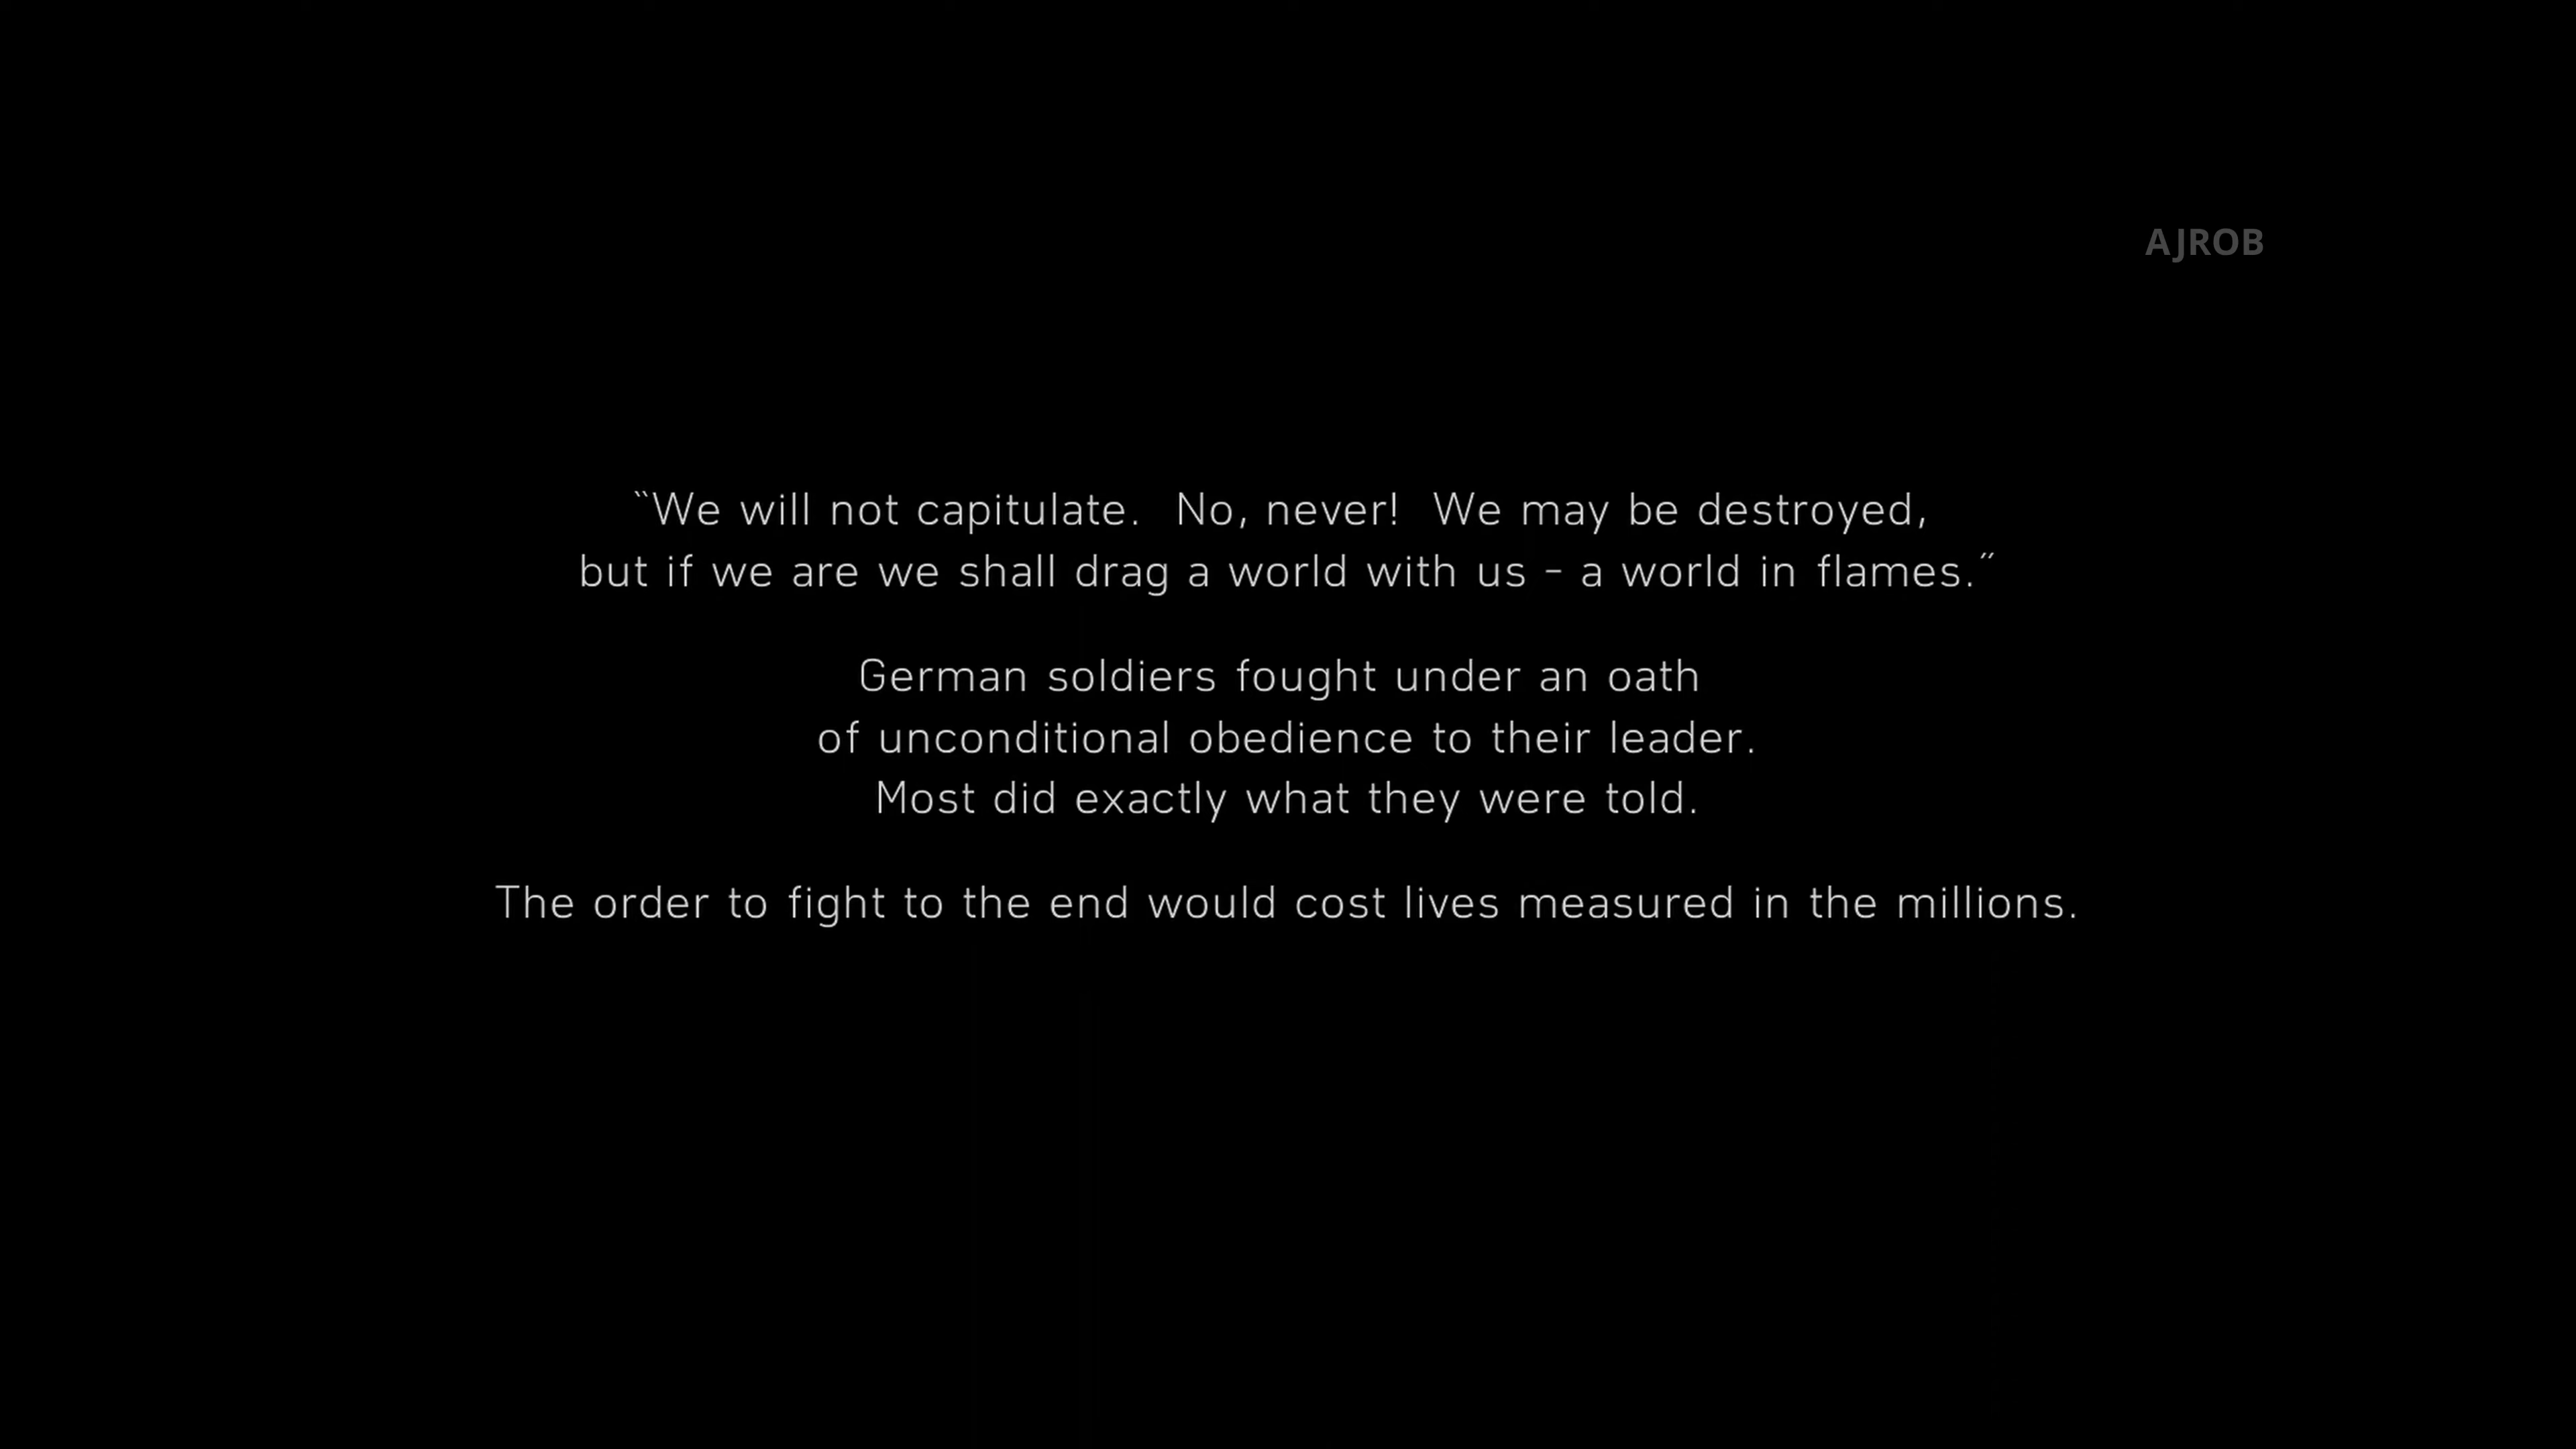 AJROB
“We will not capitulate.  No, never!  We may be destroyed,
but if we are we shall drag a world with us - a world in flames.”
German soldiers fought under an oath
of unconditional obedience to their leader.
Most did exactly what they were told.
The order to fight to the end would cost lives measured in the millions.